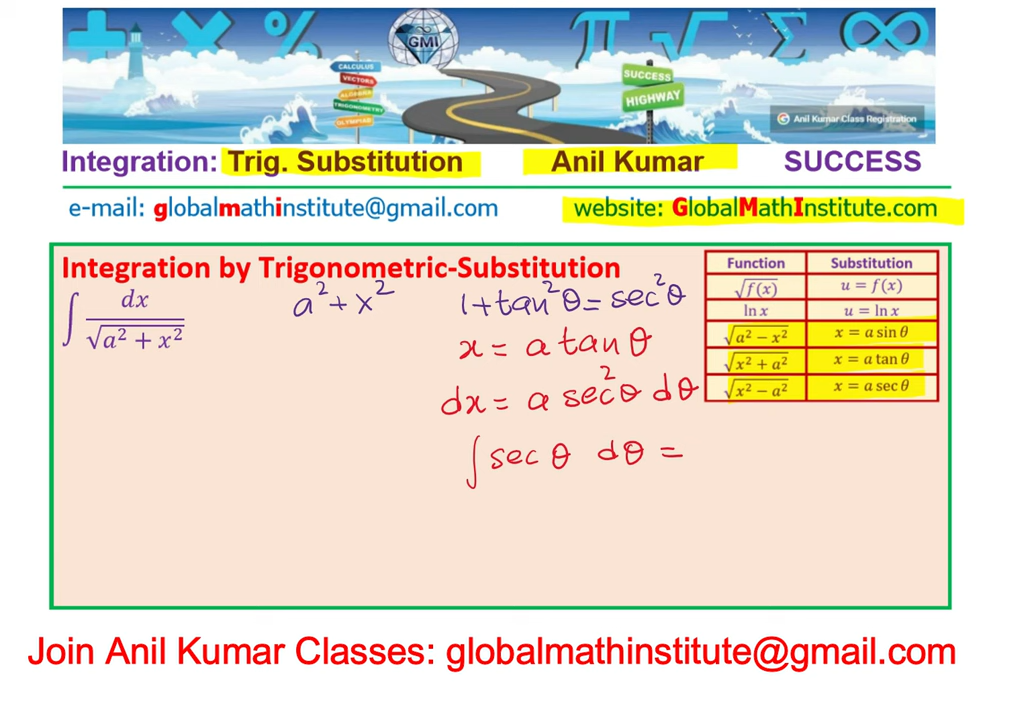 GMI
CALCULUS
VECTORS
ALGEBRA
TRIGONOMETRY
OLYMPIAD
SUCCESS
HIGHWAY
Anil Kumar Class Registration
Integration: Trig. Substitution Anil Kumar SUCCESS
e-mail: globalmathinstitute@gmail.com website: GlobalMathInstitute.com
Integration by Trigonometric-Substitution
∫ dx / √(a² + x²)
a² + x²
1 + tan²θ = sec²θ
x = a tan θ
dx = a sec²θ dθ
∫ sec θ dθ =
Function Substitution
√f(x) u = f(x)
ln x u = ln x
√(a² − x²) x = a sin θ
√(x² + a²) x = a tan θ
√(x² − a²) x = a sec θ
Join Anil Kumar Classes: globalmathinstitute@gmail.com